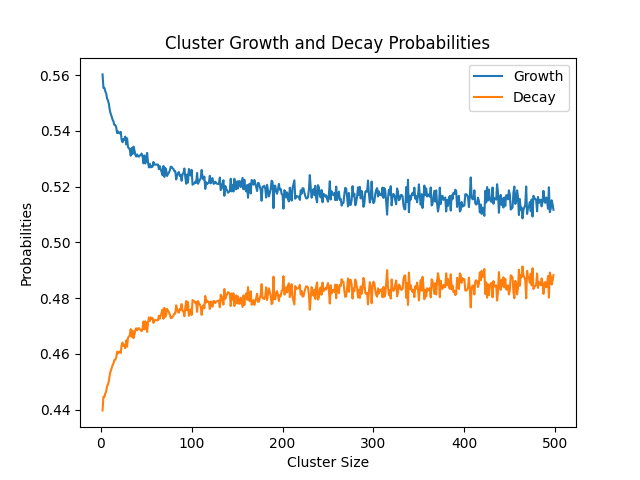 Cluster Growth and Decay Probabilities
Growth
Decay
Probabilities
0.56
0.54
0.52
0.50
0.48
0.46
0.44
0
100
200
300
400
500
Cluster Size